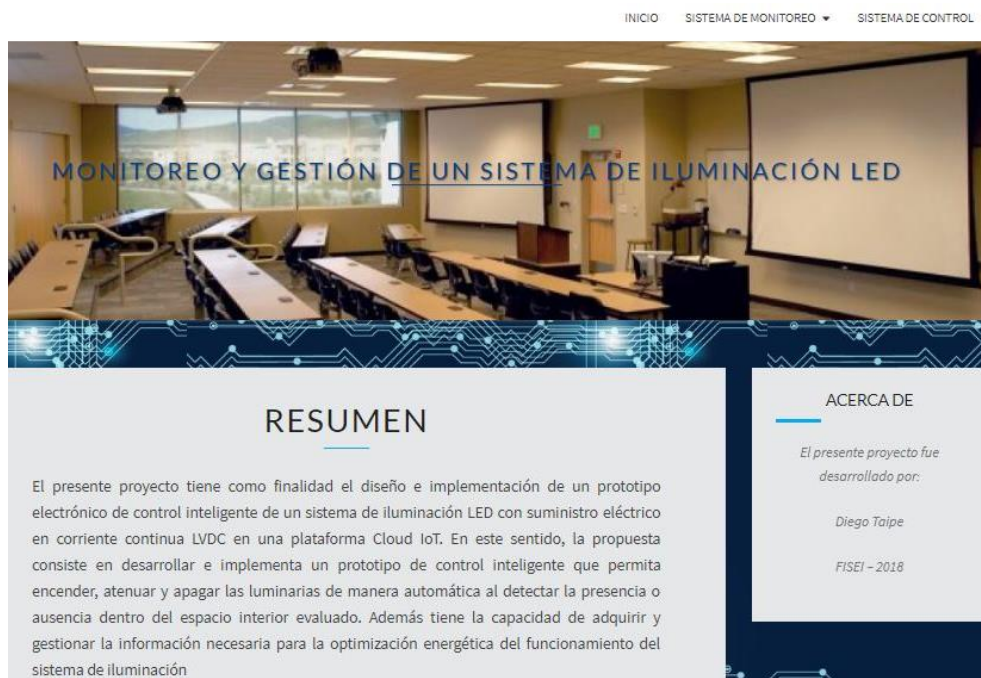 INICIO SISTEMA DE MONITOREO SISTEMA DE CONTROL
MONITOREO Y GESTIÓN DE UN SISTEMA DE ILUMINACIÓN LED
RESUMEN
El presente proyecto tiene como finalidad el diseño e implementación de un prototipo
electrónico de control inteligente de un sistema de iluminación LED con suministro eléctrico
en corriente continua LVDC en una plataforma Cloud IoT. En este sentido, la propuesta
consiste en desarrollar e implementa un prototipo de control inteligente que permita
encender, atenuar y apagar las luminarias de manera automática al detectar la presencia o
ausencia dentro del espacio interior evaluado. Además tiene la capacidad de adquirir y
gestionar la información necesaria para la optimización energética del funcionamiento del
sistema de iluminación
ACERCA DE
El presente proyecto fue
desarrollado por:
Diego Taipe
FISEI – 2018